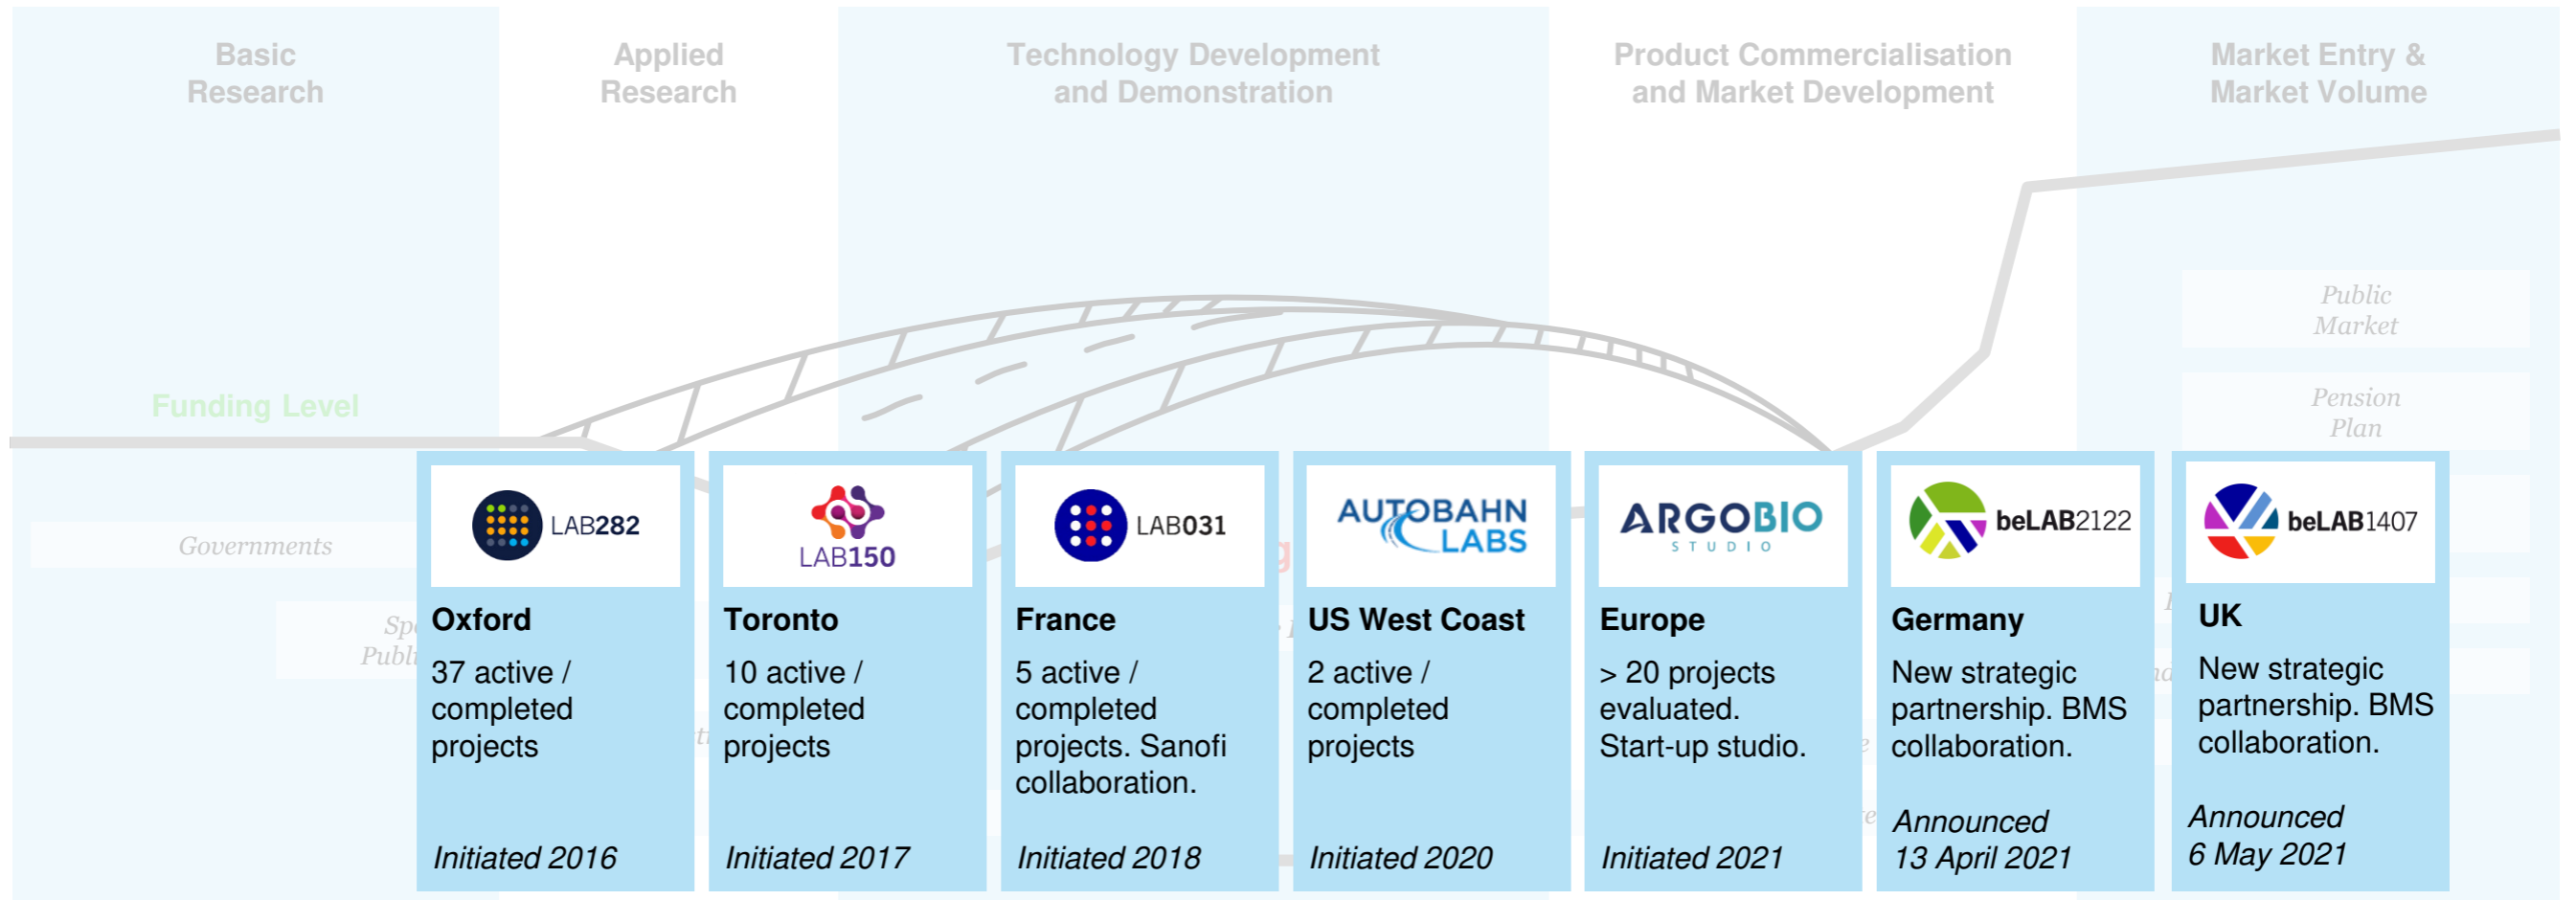 Basic
Research
Applied
Research
Technology Development
and Demonstration
Product Commercialisation
and Market Development
Market Entry &
Market Volume
Public
Market
Pension
Plan
Funding Level
Governments
LAB282
Oxford
37 active /
completed
projects
Initiated 2016
LAB150
Toronto
10 active /
completed
projects
Initiated 2017
LAB031
France
5 active /
completed
projects. Sanofi
collaboration.
Initiated 2018
AUTOBAHN
LABS
US West Coast
2 active /
completed
projects
Initiated 2020
ARGOBIO
STUDIO
Europe
> 20 projects
evaluated.
Start-up studio.
Initiated 2021
beLAB2122
Germany
New strategic
partnership. BMS
collaboration.
Announced
13 April 2021
beLAB1407
UK
New strategic
partnership. BMS
collaboration.
Announced
6 May 2021